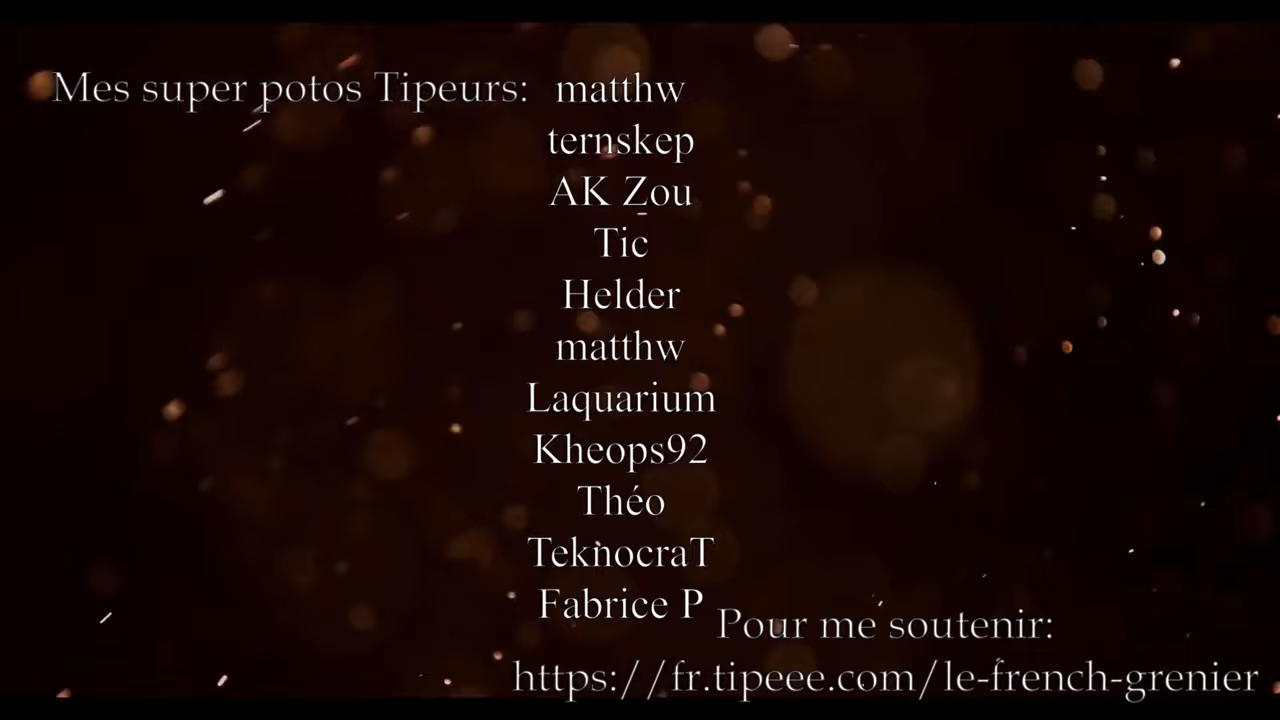 Mes super potos Tipeurs: matthw
ternskep
AK Zou
Tic
Helder
matthw
Laquarium
Kheops92
Théo
TeknocraT
Fabrice P
Pour me soutenir:
https://fr.tipeee.com/le-french-grenier